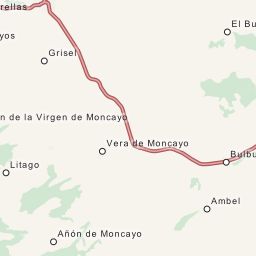 rellas
El Bu
yos
Grisel
n de la Virgen de Moncayo
Vera de Moncayo
Bulbu
Litago
Ambel
Añón de Moncayo